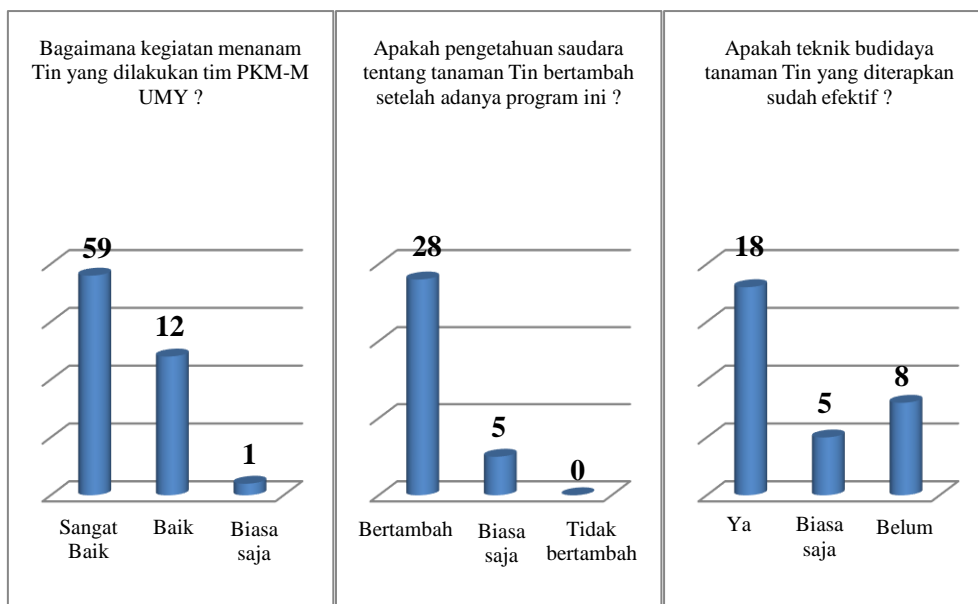 Bagaimana kegiatan menanam
Tin yang dilakukan tim PKM-M
UMY ?
59
12
1
Sangat
Baik
Baik
Biasa
saja
Apakah pengetahuan saudara
tentang tanaman Tin bertambah
setelah adanya program ini ?
28
5
0
Bertambah
Biasa
saja
Tidak
bertambah
Apakah teknik budidaya
tanaman Tin yang diterapkan
sudah efektif ?
18
5
8
Ya
Biasa
saja
Belum